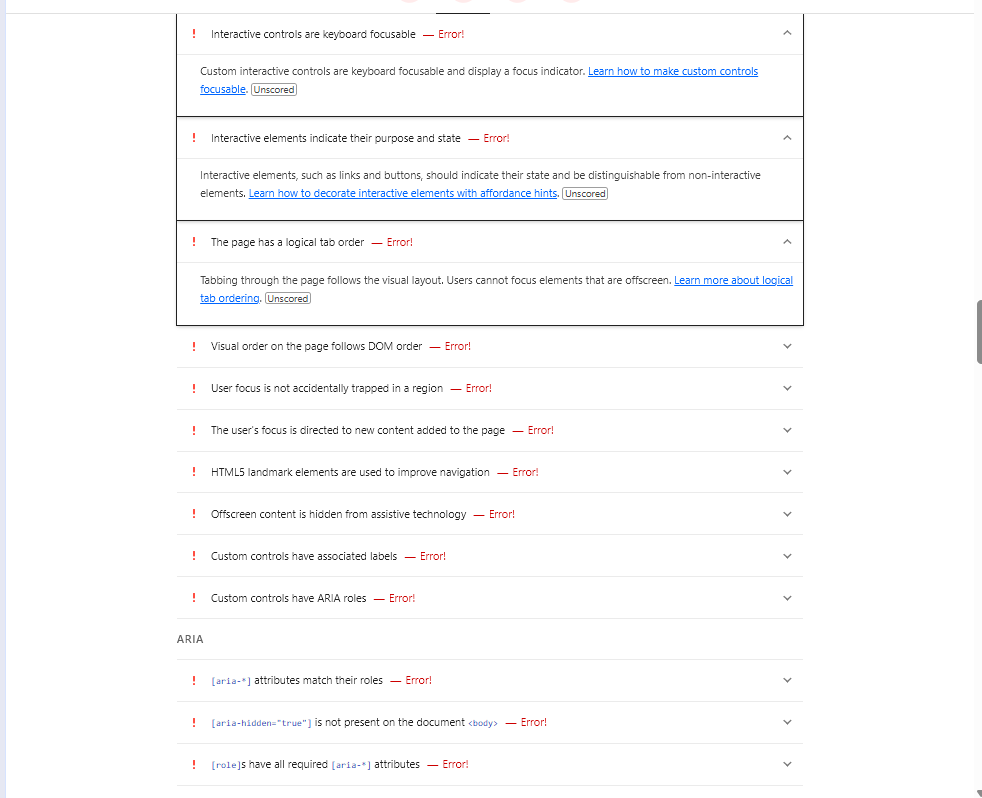 ! Interactive controls are keyboard focusable — Error!
Custom interactive controls are keyboard focusable and display a focus indicator. Learn how to make custom controls
focusable. Unscored
! Interactive elements indicate their purpose and state — Error!
Interactive elements, such as links and buttons, should indicate their state and be distinguishable from non-interactive
elements. Learn how to decorate interactive elements with affordance hints. Unscored
! The page has a logical tab order — Error!
Tabbing through the page follows the visual layout. Users cannot focus elements that are offscreen. Learn more about logical
tab ordering. Unscored
! Visual order on the page follows DOM order — Error!
! User focus is not accidentally trapped in a region — Error!
! The user's focus is directed to new content added to the page — Error!
! HTML5 landmark elements are used to improve navigation — Error!
! Offscreen content is hidden from assistive technology — Error!
! Custom controls have associated labels — Error!
! Custom controls have ARIA roles — Error!
ARIA
! [aria-*] attributes match their roles — Error!
! [aria-hidden="true"] is not present on the document <body> — Error!
! [role]s have all required [aria-*] attributes — Error!